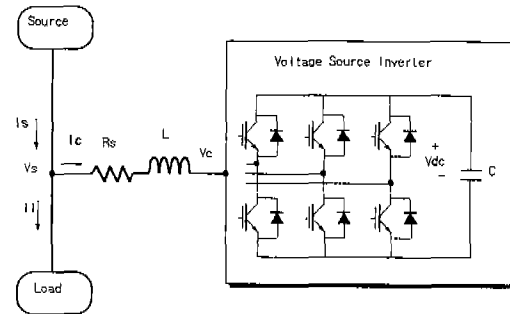 Source
Voltage Source Inverter
Is
Ic
Rs
L
Vc
Vs
+
Vdc
-
C
Il
Load